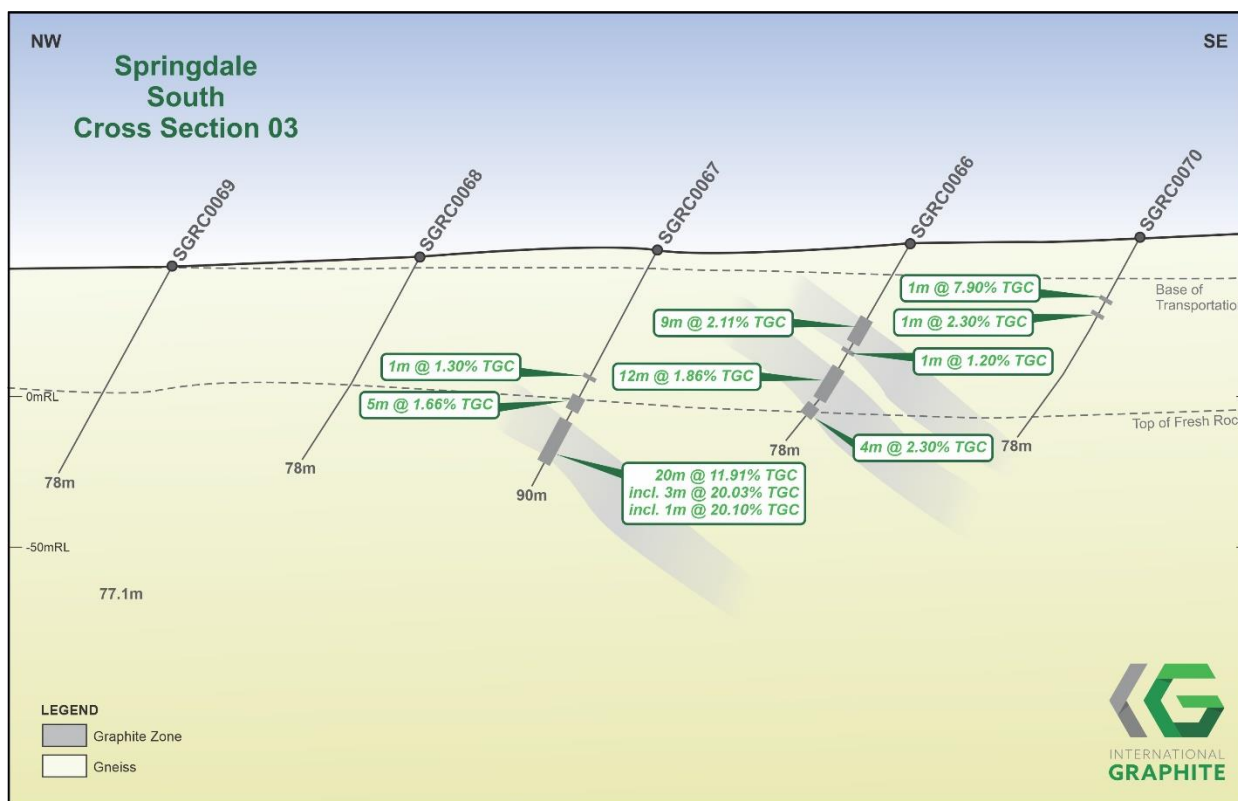 NW
SE
Springdale
South
Cross Section 03
SGRC0069
SGRC0068
SGRC0067
SGRC0066
SGRC0070
1m @ 7.90% TGC
Base of
Transportation
9m @ 2.11% TGC
1m @ 2.30% TGC
1m @ 1.30% TGC
12m @ 1.86% TGC
1m @ 1.20% TGC
0mRL
5m @ 1.66% TGC
Top of Fresh Roc
78m
78m
90m
78m
4m @ 2.30% TGC
78m
20m @ 11.91% TGC
incl. 3m @ 20.03% TGC
incl. 1m @ 20.10% TGC
-50mRL
77.1m
LEGEND
Graphite Zone
Gneiss
INTERNATIONAL
GRAPHITE